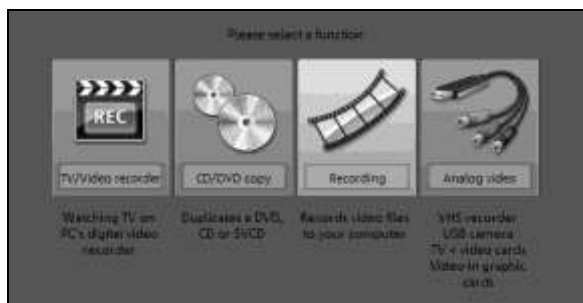 Please select a function
REC
TV/Video recorder
CD/DVD copy
Recording
Analog video
Watching TV on
PC's digital video
recorder
Duplicates a DVD,
CD or SVCD
Records video files
to your computer
VHS recorder
USB camera
TV + video cards
Video-in graphic
cards